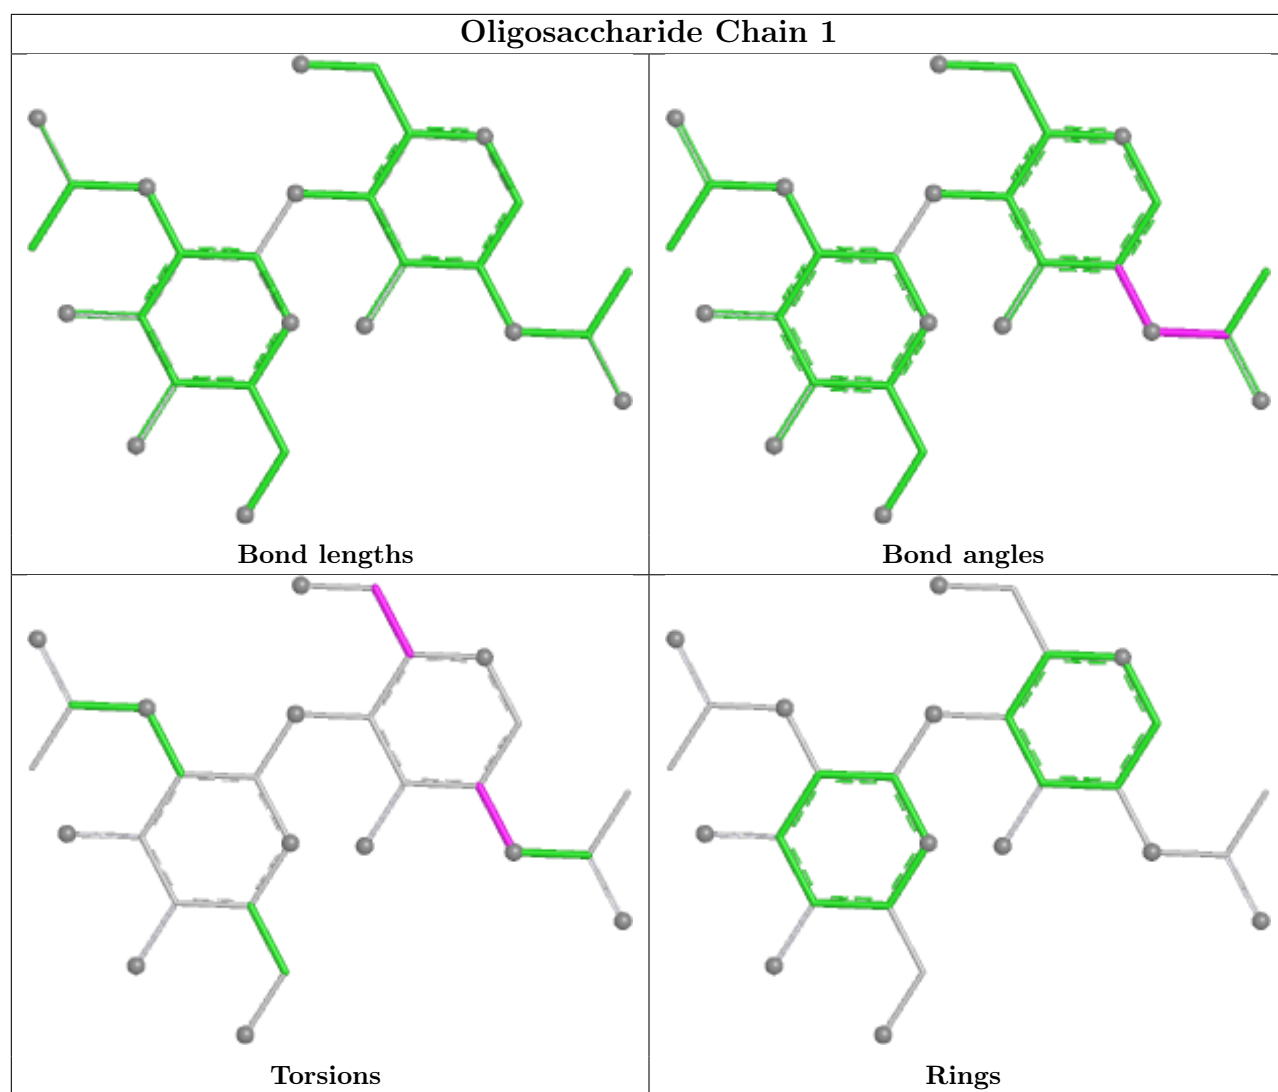 Oligosaccharide Chain 1
Bond lengths
Bond angles
Torsions
Rings